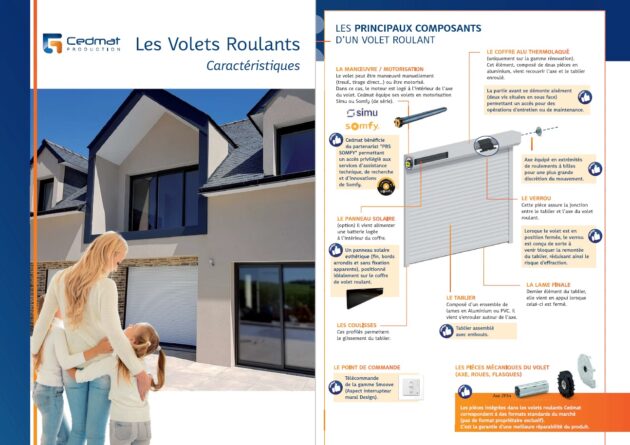 Cedmat
PRODUCTION
Les Volets Roulants
Caractéristiques
LES PRINCIPAUX COMPOSANTS
D'UN VOLET ROULANT
LA MANŒUVRE / MOTORISATION
Le volet peut être manœuvré manuellement
(treuil, tirage direct...) ou être motorisé.
Dans ce cas, le moteur est logé à l'intérieur de l'axe
du volet. Cedmat équipe ses volets en motorisation
Simu ou Somfy (de série).
simu
somfy
Cedmat bénéficie
du partenariat "PRS
SOMFY" permettant
un accès privilégié aux
services d'assistance
technique, de recherche
et d'innovations
de Somfy.
LE PANNEAU SOLAIRE
(option) il vient alimenter
une batterie logée
à l'intérieur du coffre.
Un panneau solaire
esthétique (fin, bords
arrondis et sans fixation
apparents), positionné
idéalement sur le coffre
de volet roulant.
LES COULISSES
Ces profilés permettent
le glissement du tablier.
LE POINT DE COMMANDE
Télécommande
de la gamme Smoove
(Aspect interrupteur
mural Design).
LE COFFRE ALU THERMOLAQUÉ
(uniquement sur la gamme rénovation).
Cet élément, composé de deux pièces en
aluminium, vient recouvrir l'axe et le tablier
enroulé.
La partie avant se démonte aisément
(deux vis situées en sous face)
permettant un accès pour des
opérations d'entretien ou de maintenance.
Axe équipé en extrémités
de roulements à billes
pour une plus grande
discrétion du mouvement.
LE VERROU
Cette pièce assure la jonction
entre le tablier et l'axe du volet
roulant.
Lorsque le volet est en
position fermée, le verrou
est conçu de sorte à
venir bloquer la remontée
du tablier, réduisant ainsi le
risque d'effraction.
LA LAME FINALE
Dernier élément du tablier,
elle vient en appui lorsque
celui-ci est fermé.
LE TABLIER
Composé d'un ensemble de
lames en Aluminium ou PVC, il
vient s'enrouler autour de l'axe.
Tablier assemblé
avec embouts.
LES PIÈCES MÉCANIQUES DU VOLET
(AXE, ROUES, FLASQUES)
Axe ZF54
Les pièces intégrées dans les volets roulants Cedmat
correspondent à des formats standards du marché
(pas de format propriétaire exclusif).
C'est la garantie d'une meilleure réparabilité du produit.